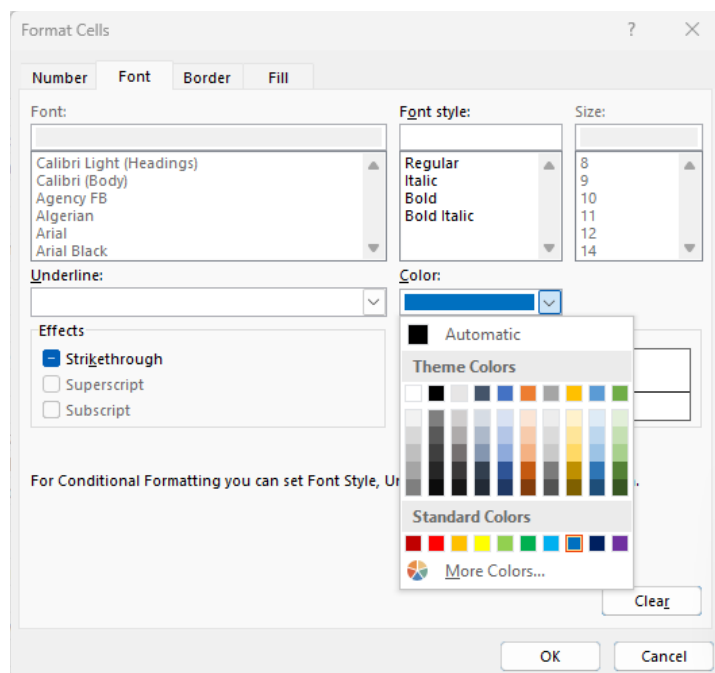 Format Cells ?
Number Font Border Fill
Font: Font style: Size:
Calibri Light (Headings) Regular 8
Calibri (Body) Italic 9
Agency FB Bold 10
Algerian Bold Italic 11
Arial 12
Arial Black 14
Underline: Color:
Effects
Automatic
Strikethrough
Theme Colors
Superscript
Subscript
For Conditional Formatting you can set Font Style,
Standard Colors
More Colors...
Clear
OK Cancel